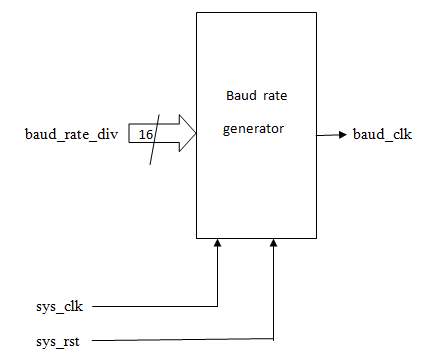 Baud rate
generator
baud_rate_div
16
baud_clk
sys_clk
sys_rst